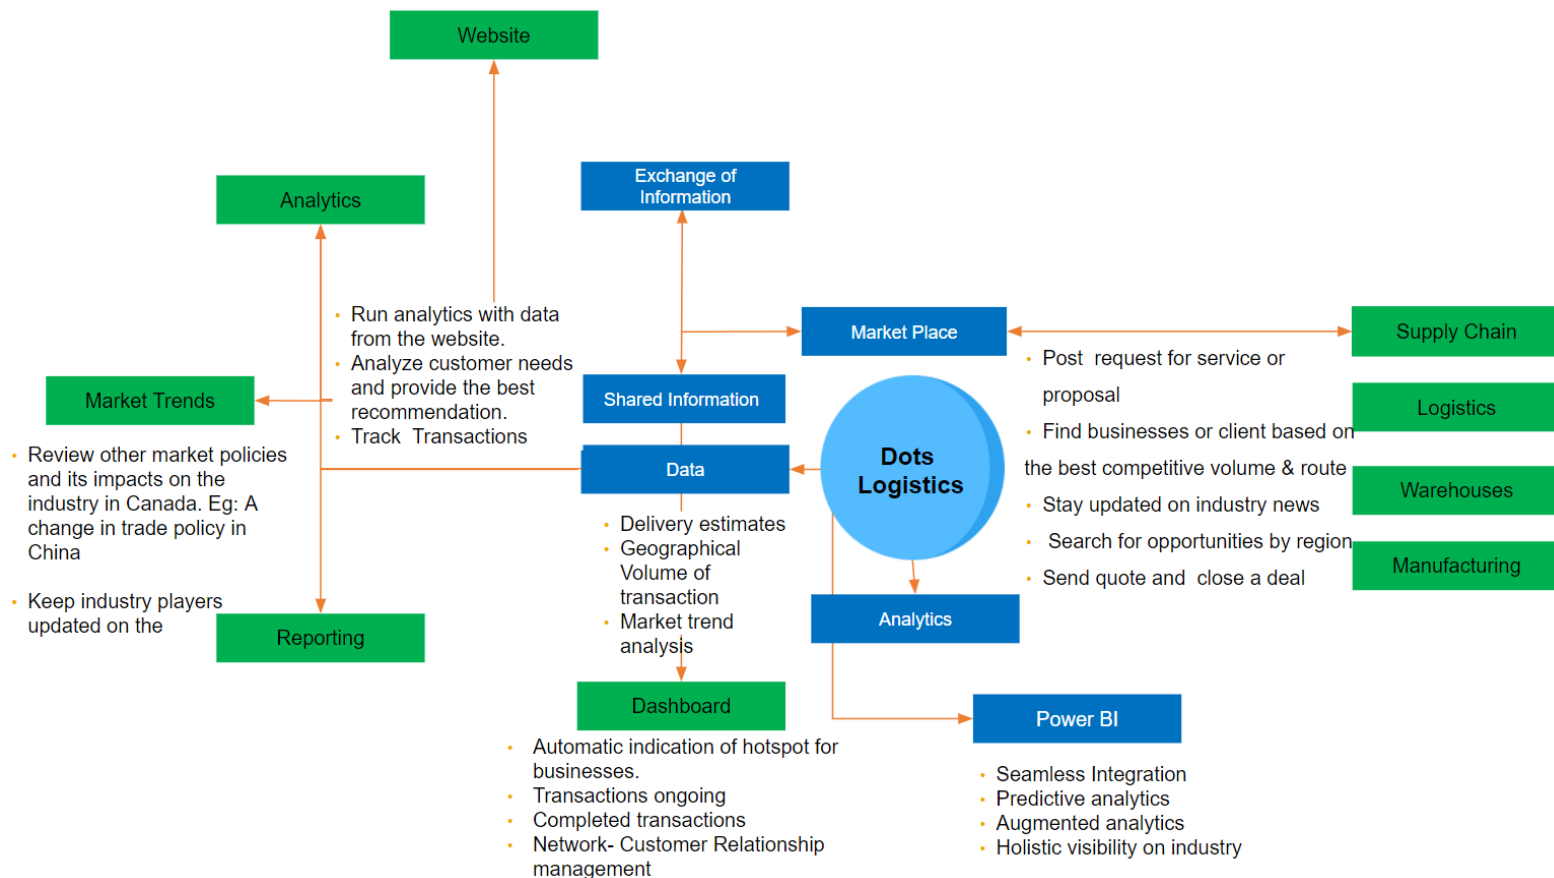 Website
Exchange of
Information
Analytics
• Run analytics with data
from the website.
• Analyze customer needs
and provide the best
recommendation.
• Track Transactions
Market Place
Supply Chain
• Post request for service or
proposal
• Find businesses or client based on
the best competitive volume & route
• Stay updated on industry news
• Search for opportunities by region
• Send quote and close a deal
Logistics
Warehouses
Manufacturing
Market Trends
• Review other market policies
and its impacts on the
industry in Canada. Eg: A
change in trade policy in
China
• Keep industry players
updated on the
Shared Information
Data
Dots
Logistics
• Delivery estimates
• Geographical
Volume of
transaction
• Market trend
analysis
Analytics
Reporting
Dashboard
• Automatic indication of hotspot for
businesses.
• Transactions ongoing
• Completed transactions
• Network- Customer Relationship
management
Power BI
• Seamless Integration
• Predictive analytics
• Augmented analytics
• Holistic visibility on industry